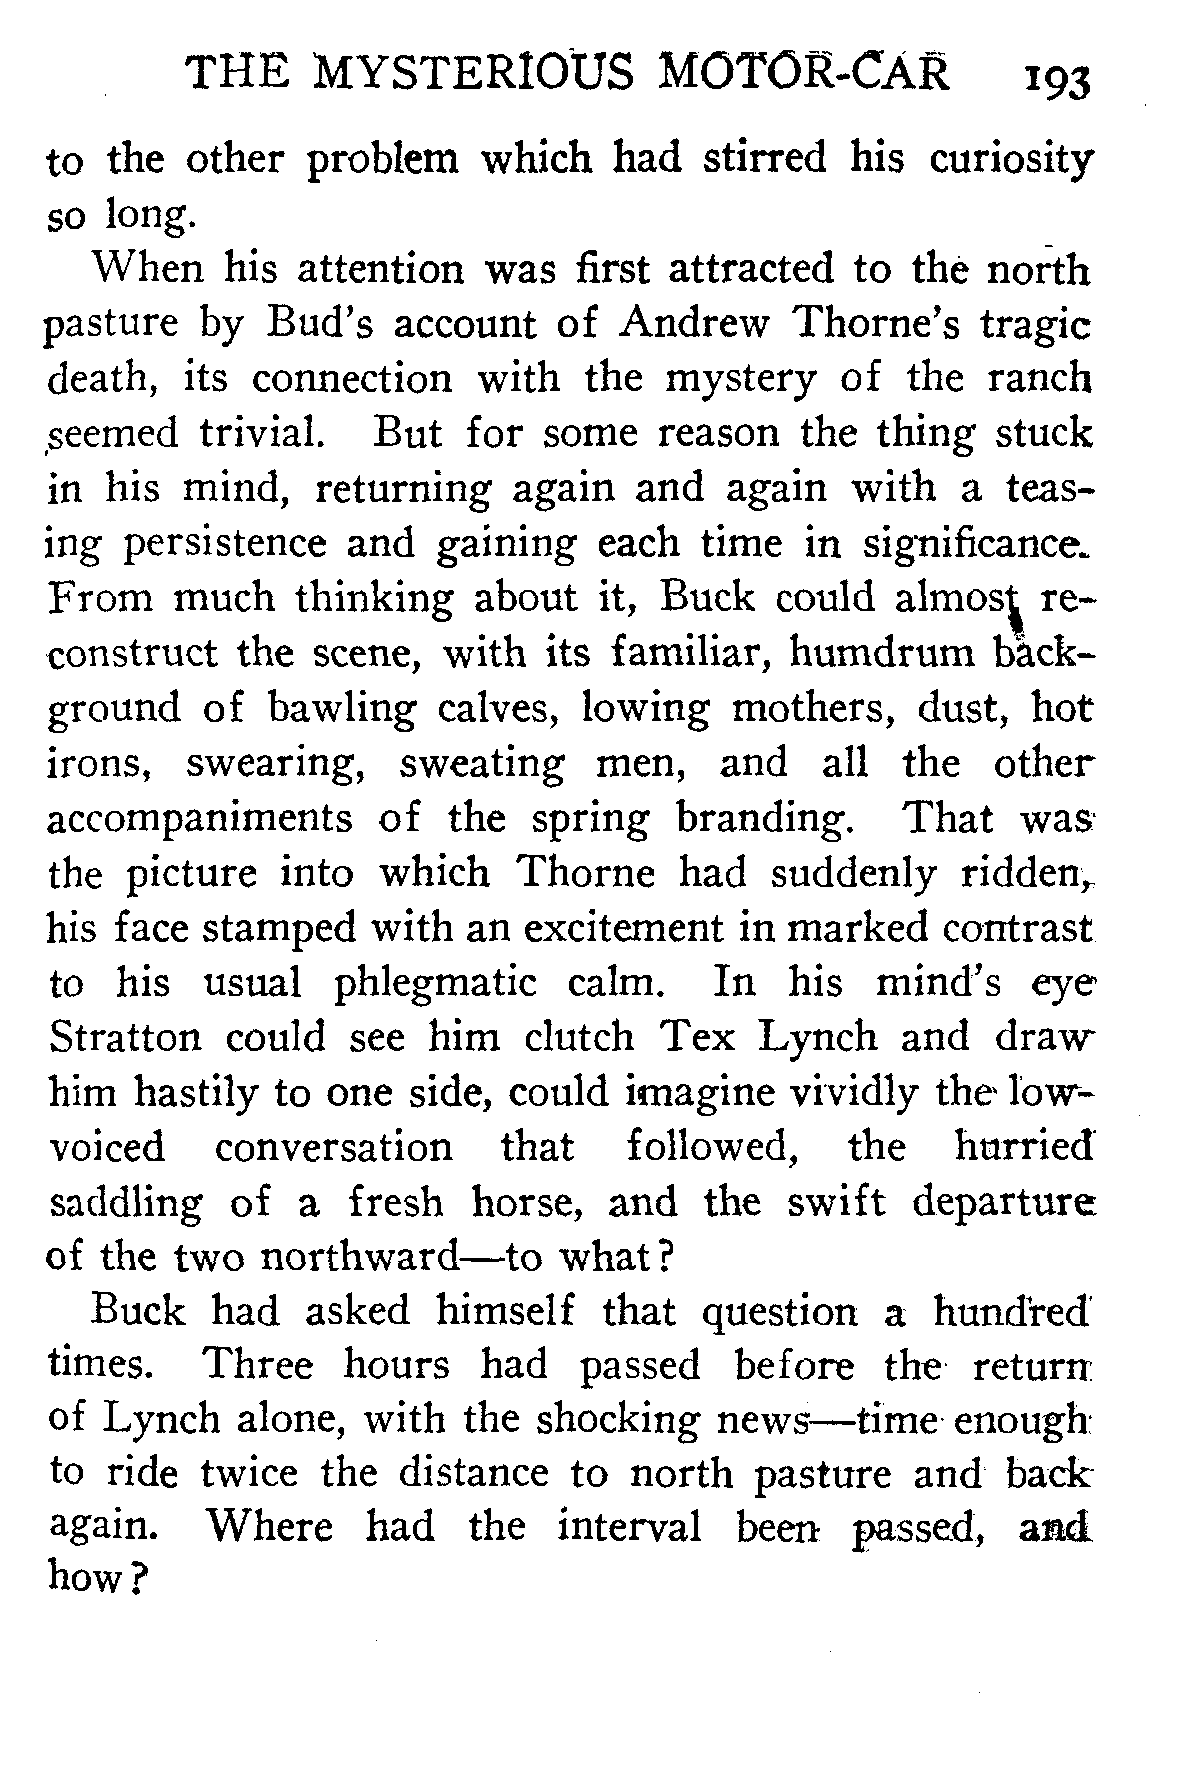 THE MYSTERIOUS MOTOR-CAR 193
to the other problem which had stirred his curiosity
so long.
When his attention was first attracted to the north
pasture by Bud's account of Andrew Thorne's tragic
death, its connection with the mystery of the ranch
seemed trivial. But for some reason the thing stuck
in his mind, returning again and again with a teas-
ing persistence and gaining each time in significance.
From much thinking about it, Buck could almost re-
construct the scene, with its familiar, humdrum back-
ground of bawling calves, lowing mothers, dust, hot
irons, swearing, sweating men, and all the other
accompaniments of the spring branding. That was
the picture into which Thorne had suddenly ridden,
his face stamped with an excitement in marked contrast
to his usual phlegmatic calm. In his mind's eye
Stratton could see him clutch Tex Lynch and draw
him hastily to one side, could imagine vividly the low-
voiced conversation that followed, the hurried
saddling of a fresh horse, and the swift departure
of the two northward—to what?
Buck had asked himself that question a hundred
times. Three hours had passed before the return
of Lynch alone, with the shocking news—time enough
to ride twice the distance to north pasture and back
again. Where had the interval been passed, and
how?